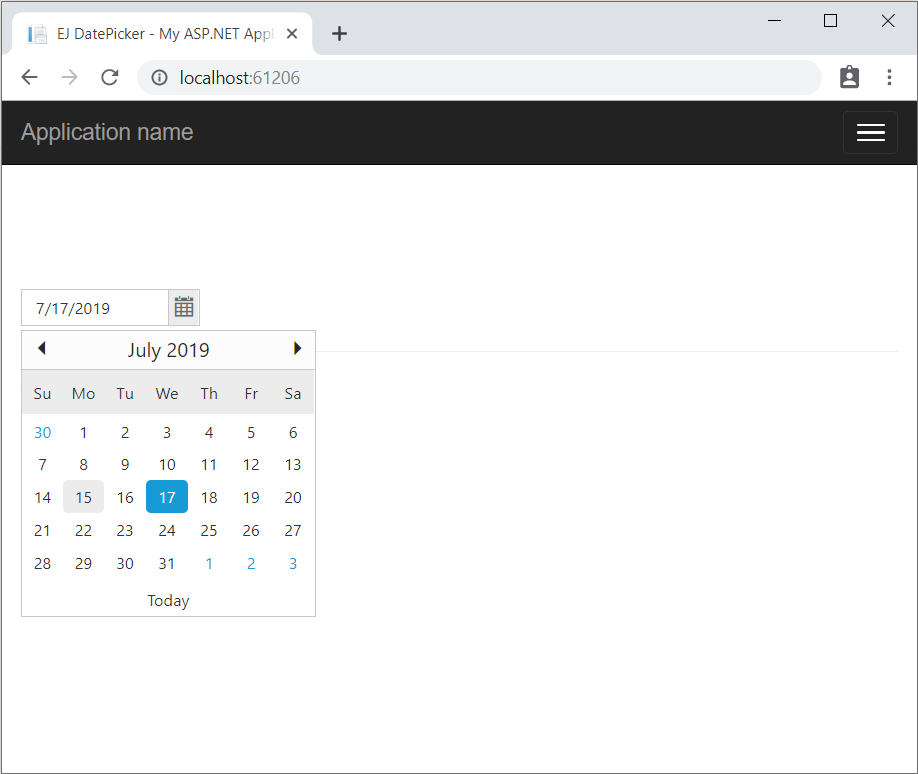 EJ DatePicker - My ASP.NET Appl
localhost:61206
Application name
7/17/2019
July 2019
Su Mo Tu We Th Fr Sa
30 1 2 3 4 5 6
7 8 9 10 11 12 13
14 15 16 17 18 19 20
21 22 23 24 25 26 27
28 29 30 31 1 2 3
Today